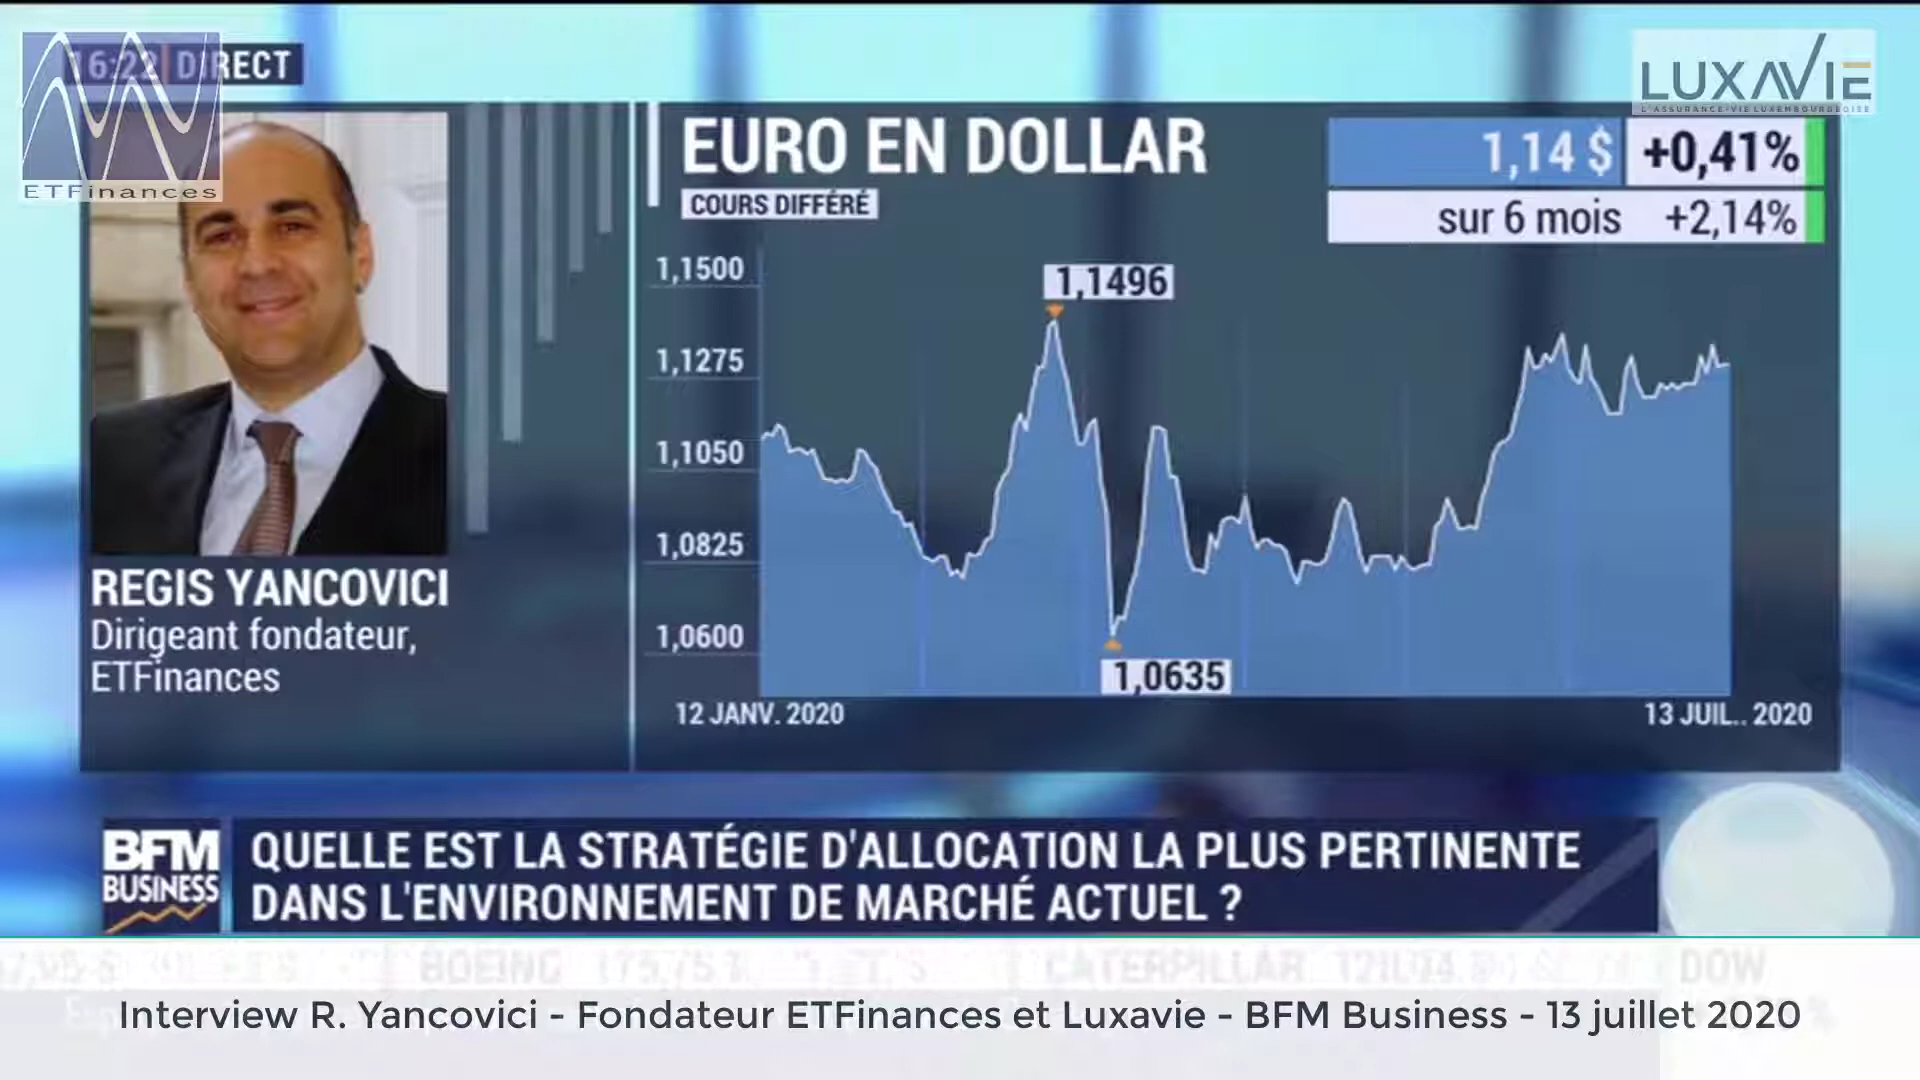 16:22 DIRECT
ETFinances
LUXAVIE
L'ASSURANCE-VIE LUXEMBOURGEOISE
EURO EN DOLLAR
1,14 $ +0,41%
COURS DIFFÉRÉ
sur 6 mois +2,14%
1,1500
1,1496
1,1275
1,1050
1,0825
1,0600
1,0635
12 JANV. 2020
13 JUIL.. 2020
REGIS YANCOVICI
Dirigeant fondateur,
ETFinances
BFM
BUSINESS
QUELLE EST LA STRATÉGIE D'ALLOCATION LA PLUS PERTINENTE
DANS L'ENVIRONNEMENT DE MARCHÉ ACTUEL ?
BOEING CATERPILLAR DOW
Interview R. Yancovici - Fondateur ETFinances et Luxavie - BFM Business - 13 juillet 2020